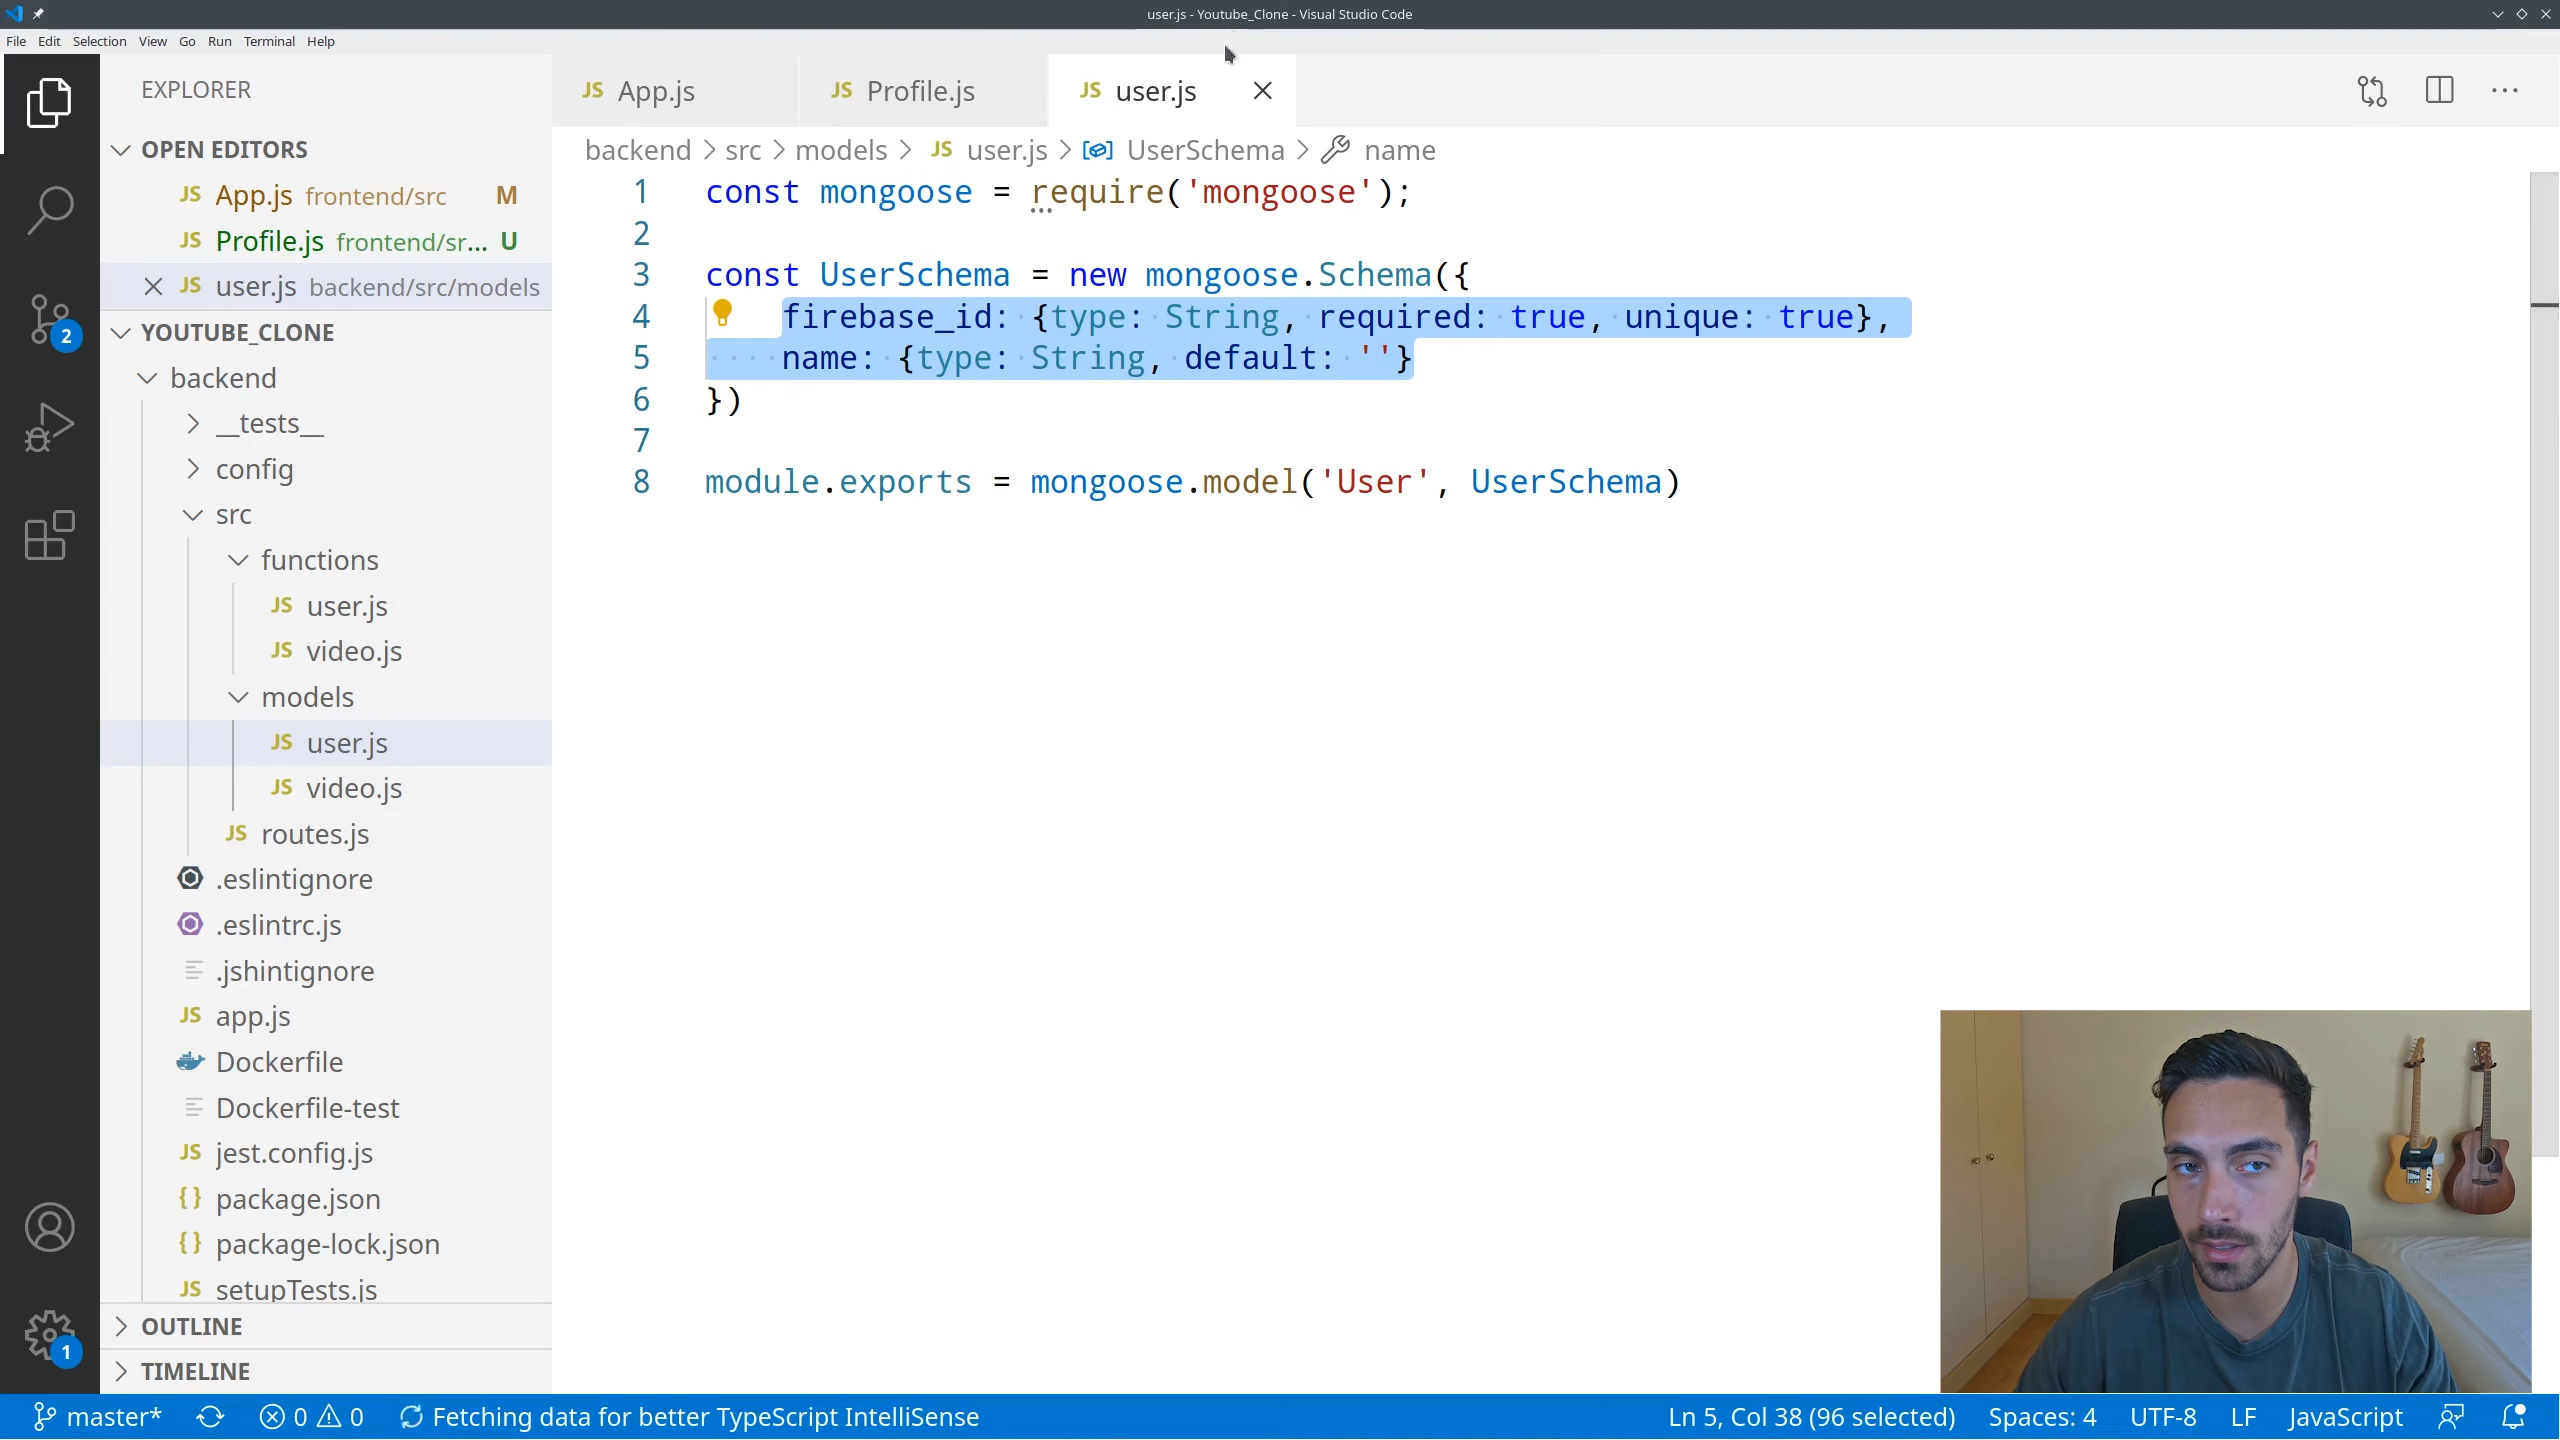 user.js - Youtube_Clone - Visual Studio Code
File Edit Selection View Go Run Terminal Help
EXPLORER
OPEN EDITORS
JS App.js frontend/src M
JS Profile.js frontend/sr... U
JS user.js backend/src/models
YOUTUBE_CLONE
backend
__tests__
config
src
functions
JS user.js
JS video.js
models
JS user.js
JS video.js
JS routes.js
.eslintignore
.eslintrc.js
.jshintignore
JS app.js
Dockerfile
Dockerfile-test
JS jest.config.js
{} package.json
{} package-lock.json
JS setupTests.js
OUTLINE
TIMELINE
2
1
JS App.js
JS Profile.js
JS user.js
backend > src > models > JS user.js > UserSchema > name
1 const mongoose = require('mongoose');
2
3 const UserSchema = new mongoose.Schema({
4 firebase_id: {type: String, required: true, unique: true},
5 name: {type: String, default: ''}
6 })
7
8 module.exports = mongoose.model('User', UserSchema)
master* 0 0 Fetching data for better TypeScript IntelliSense
Ln 5, Col 38 (96 selected) Spaces: 4 UTF-8 LF JavaScript